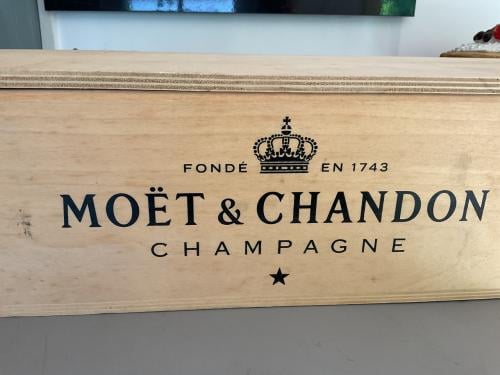 FONDÉ EN 1743
MOËT & CHANDON
CHAMPAGNE